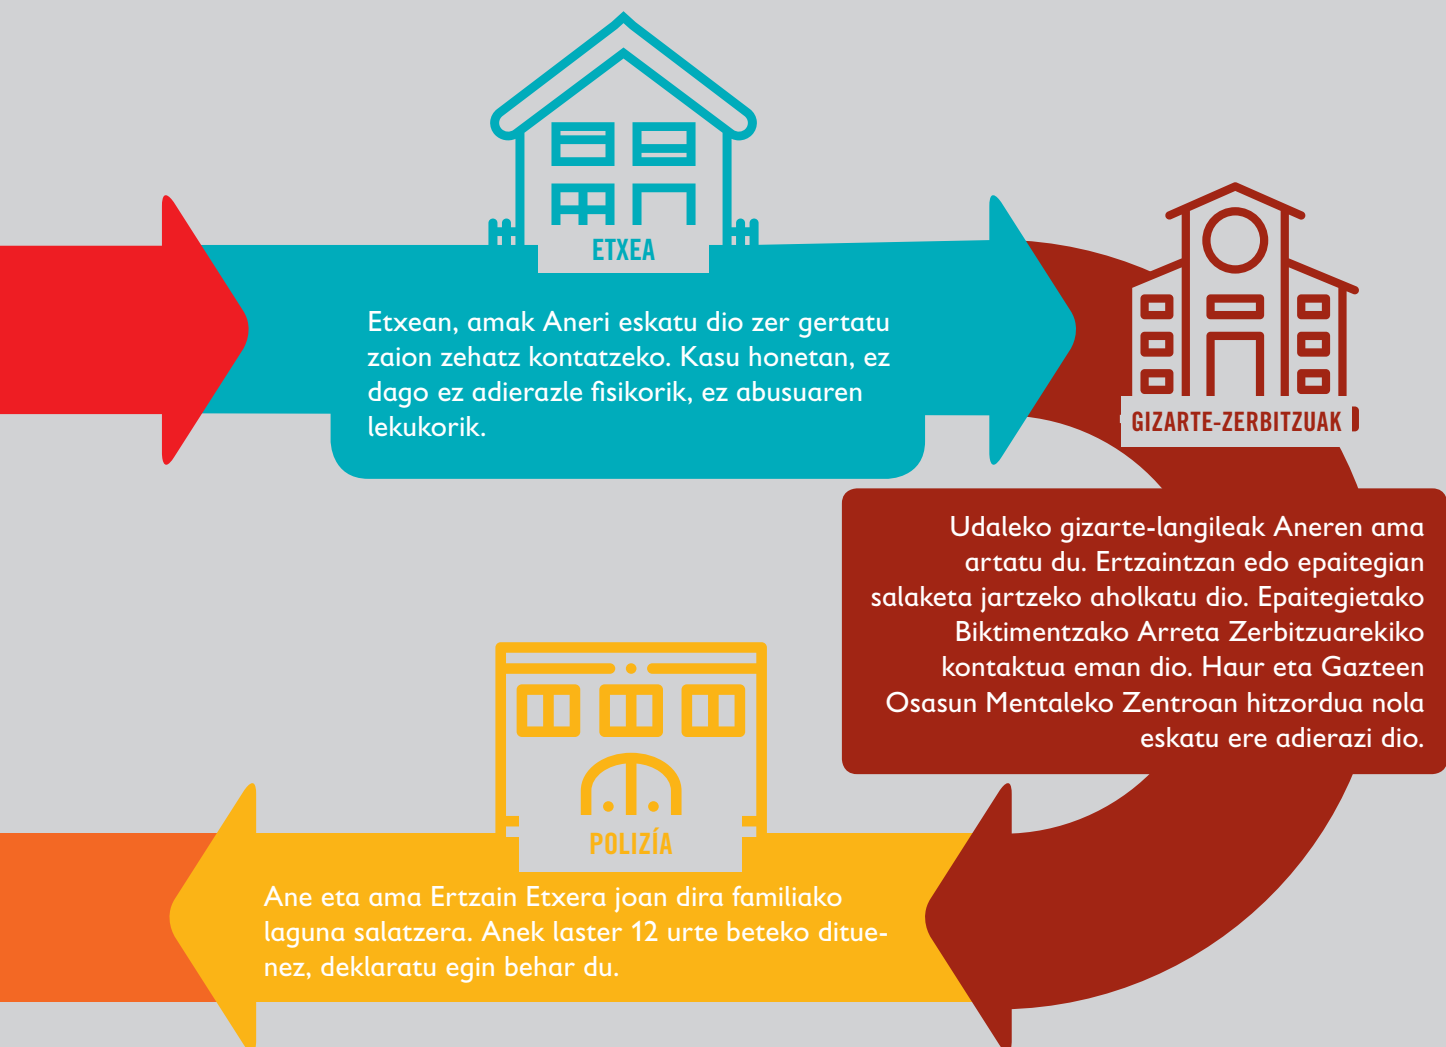 ETXEA
Etxean, amak Aneri eskatu dio zer gertatu
zaion zehatz kontatzeko. Kasu honetan, ez
dago ez adierazle fisikorik, ez abusuaren
lekukorik.
GIZARTE-ZERBITZUAK
Udaleko gizarte-langileak Aneren ama
artatu du. Ertzaintzan edo epaitegian
salaketa jartzeko aholkatu dio. Epaitegietako
Biktimentzako Arreta Zerbitzuarekiko
kontaktua eman dio. Haur eta Gazteen
Osasun Mentaleko Zentroan hitzordua nola
eskatu ere adierazi dio.
POLIZÍA
Ane eta ama Ertzain Etxera joan dira familiako
laguna salatzera. Anek laster 12 urte beteko ditue-
nez, deklaratu egin behar du.